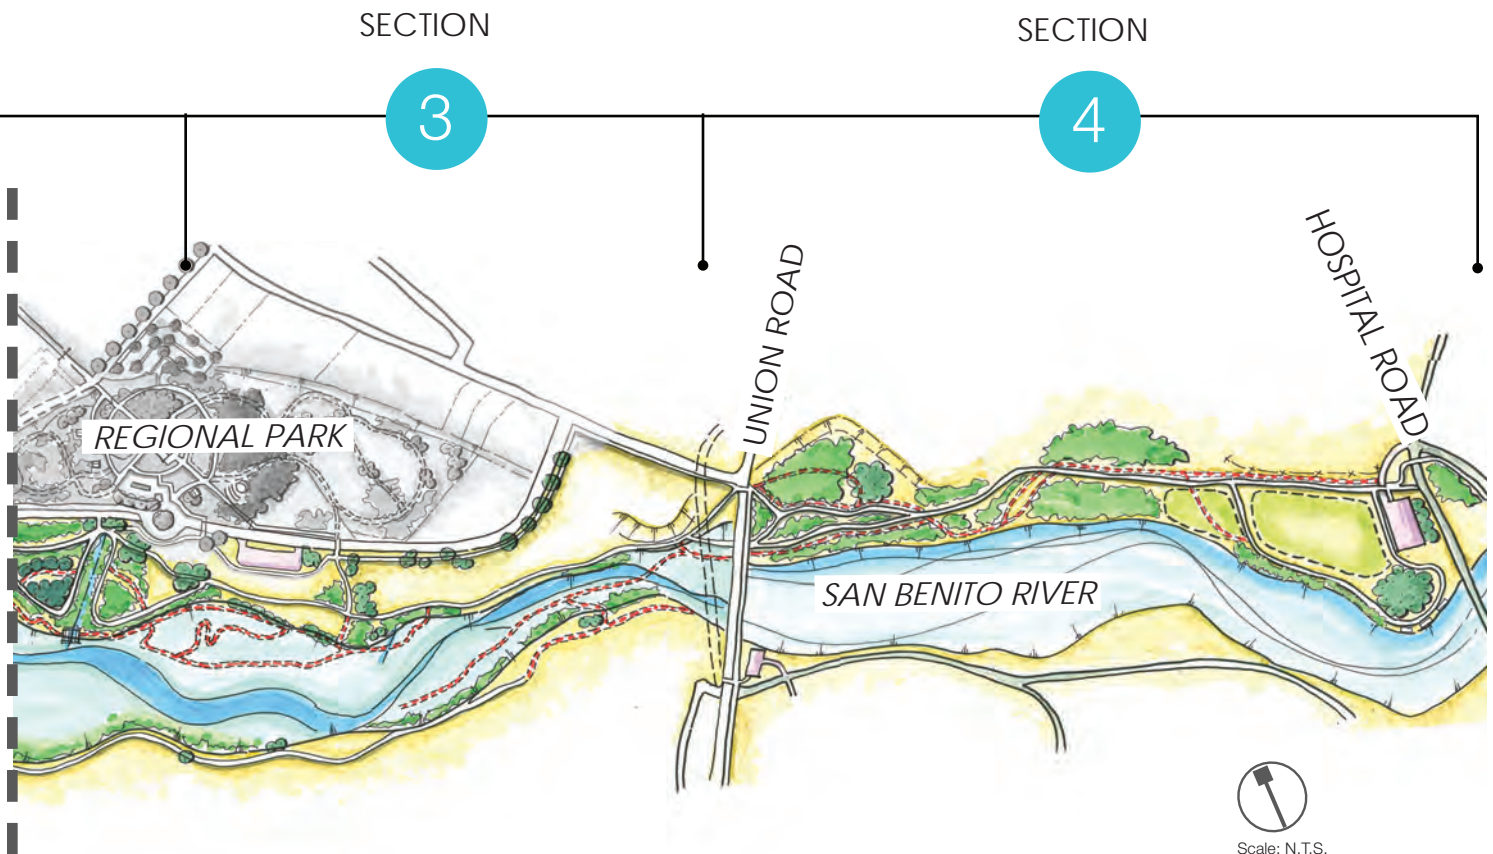 SECTION
3
SECTION
4
UNION ROAD
HOSPITAL ROAD
REGIONAL PARK
SAN BENITO RIVER
Scale: N.T.S.